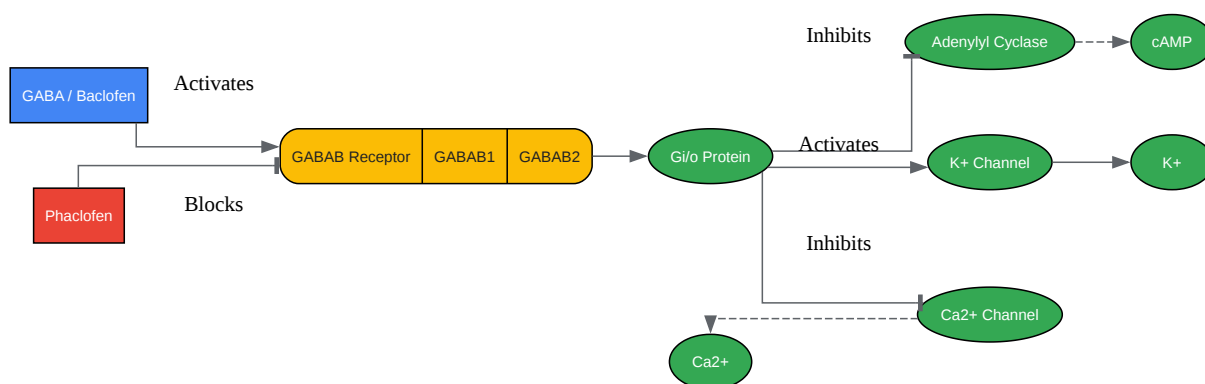 Inhibits
Adenylyl Cyclase
cAMP
GABA / Baclofen
Activates
GABAB Receptor
GABAB1
GABAB2
Gi/o Protein
Activates
K+ Channel
K+
Phaclofen
Blocks
Inhibits
Ca2+ Channel
Ca2+